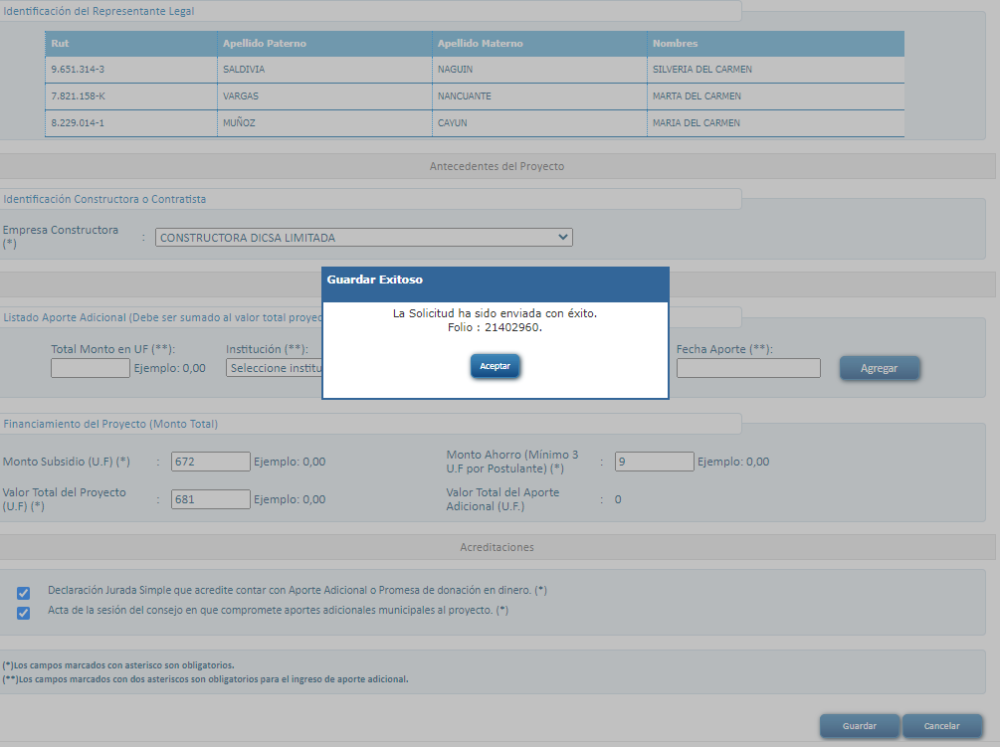 Identificación del Representante Legal
Rut Apellido Paterno Apellido Materno Nombres
9.651.314-3 SALDIVIA NAGUIN SILVERIA DEL CARMEN
7.821.158-K VARGAS NANCUANTE MARTA DEL CARMEN
8.229.014-1 MUÑOZ CAYUN MARIA DEL CARMEN
Antecedentes del Proyecto
Identificación Constructora o Contratista
Empresa Constructora
(*) : CONSTRUCTORA DICSA LIMITADA
Guardar Exitoso
La Solicitud ha sido enviada con éxito.
Folio : 21402960.
Aceptar
Listado Aporte Adicional (Debe ser sumado al valor total proyec
Total Monto en UF (**): Institución (**): Fecha Aporte (**):
Ejemplo: 0,00 Seleccione institu Agregar
Financiamiento del Proyecto (Monto Total)
Monto Subsidio (U.F) (*) : 672 Ejemplo: 0,00
Monto Ahorro (Mínimo 3
U.F por Postulante) (*) : 9 Ejemplo: 0,00
Valor Total del Proyecto
(U.F) (*) : 681 Ejemplo: 0,00
Valor Total del Aporte
Adicional (U.F.) : 0
Acreditaciones
Declaración Jurada Simple que acredite contar con Aporte Adicional o Promesa de donación en dinero. (*)
Acta de la sesión del consejo en que compromete aportes adicionales municipales al proyecto. (*)
(*)Los campos marcados con asterisco son obligatorios.
(**)Los campos marcados con dos asteriscos son obligatorios para el ingreso de aporte adicional.
Guardar Cancelar